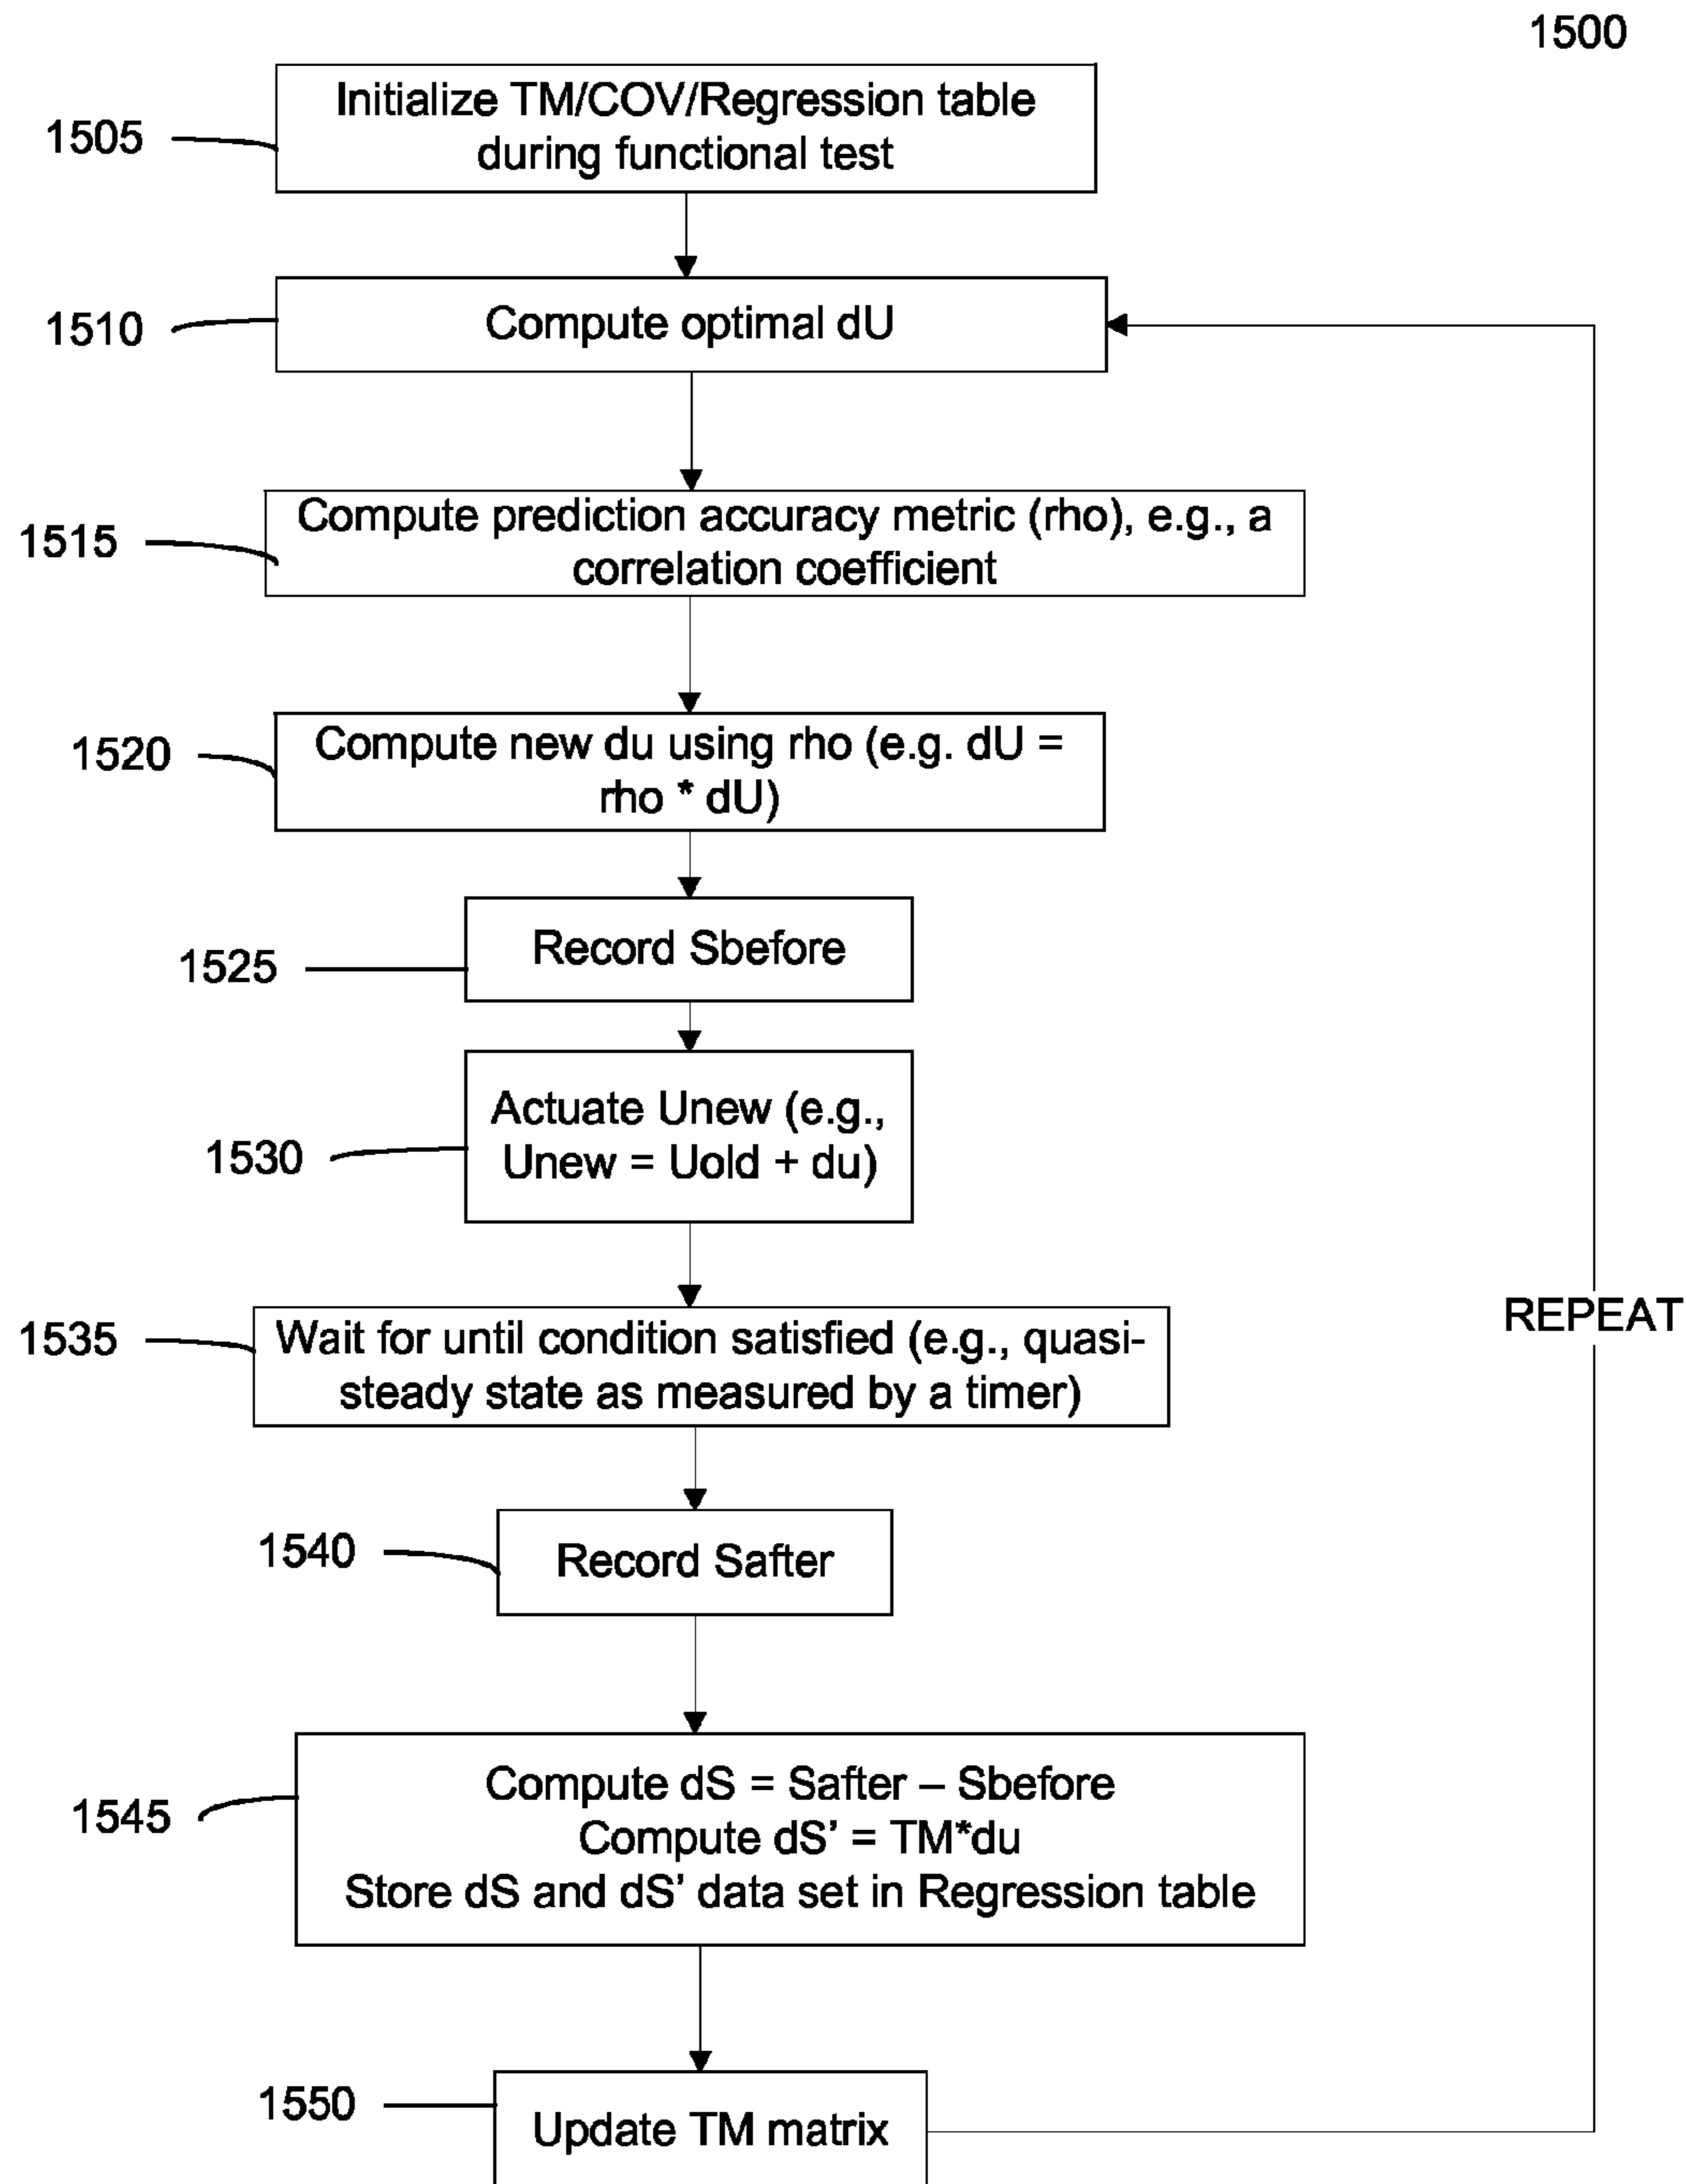 1500
Initialize TM/COV/Regression table
during functional test
1505
Compute optimal dU
1510
Compute prediction accuracy metric (rho), e.g., a
correlation coefficient
1515
Compute new du using rho (e.g. dU =
rho * dU)
1520
Record Sbefore
1525
Actuate Unew (e.g.,
Unew = Uold + du)
1530
Wait for until condition satisfied (e.g., quasi-
steady state as measured by a timer)
1535
REPEAT
Record Safter
1540
Compute dS = Safter – Sbefore
Compute dS’ = TM*du
Store dS and dS’ data set in Regression table
1545
Update TM matrix
1550